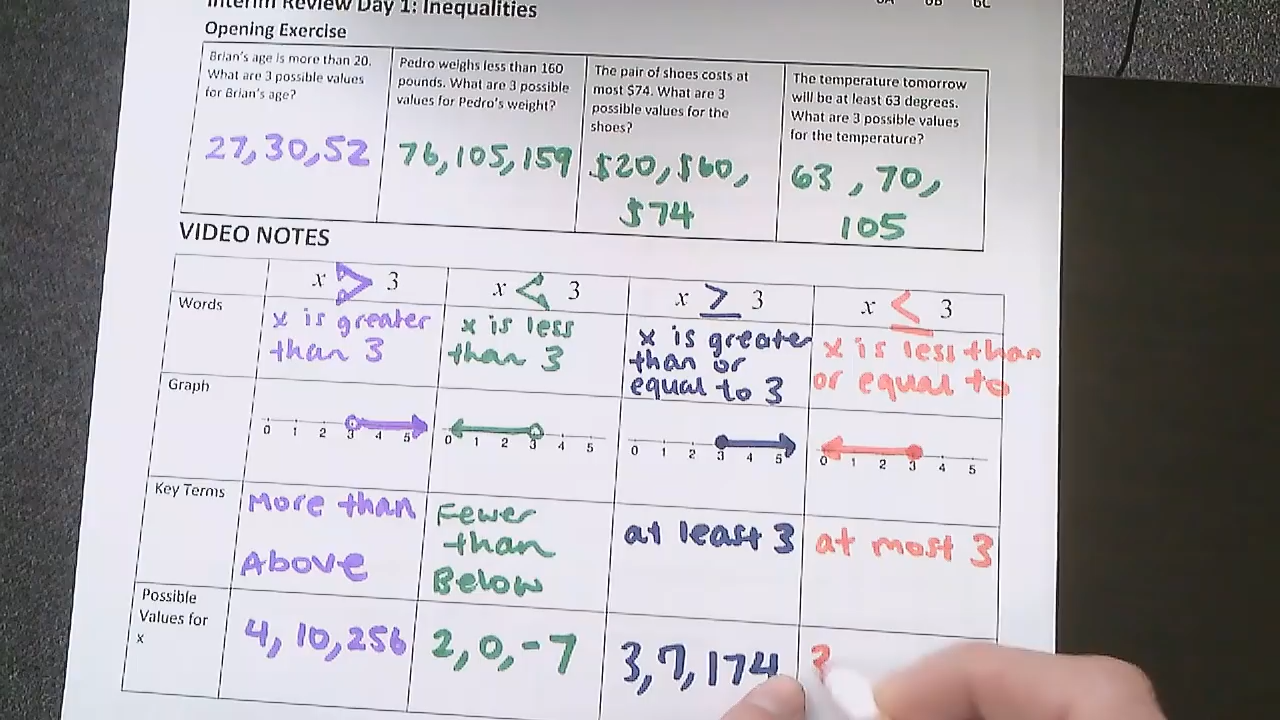 Interim Review Day 1: Inequalities
6A 6B 6C
Opening Exercise
Brian's age is more than 20.
What are 3 possible values
for Brian's age?
27, 30, 52
Pedro weighs less than 160
pounds. What are 3 possible
values for Pedro's weight?
76, 105, 159
The pair of shoes costs at
most $74. What are 3
possible values for the
shoes?
$20, $60,
$74
The temperature tomorrow
will be at least 63 degrees.
What are 3 possible values
for the temperature?
63, 70,
105
VIDEO NOTES
x > 3
x < 3
x ≥ 3
x ≤ 3
Words
x is greater
than 3
x is less
than 3
x is greater
than or
equal to 3
x is less than
or equal to
Graph
0 1 2 3 4 5
0 1 2 3 4 5
0 1 2 3 4 5
0 1 2 3 4 5
Key Terms
More than
Above
Fewer
than
Below
at least 3
at most 3
Possible
Values for
x
4, 10, 256
2, 0, -7
3, 7, 174